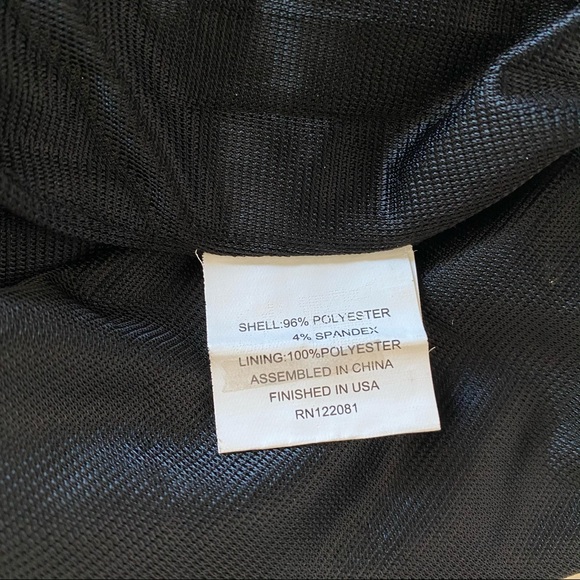 SHELL:96% POLYESTER
4% SPANDEX
LINING:100%POLYESTER
ASSEMBLED IN CHINA
FINISHED IN USA
RN122081